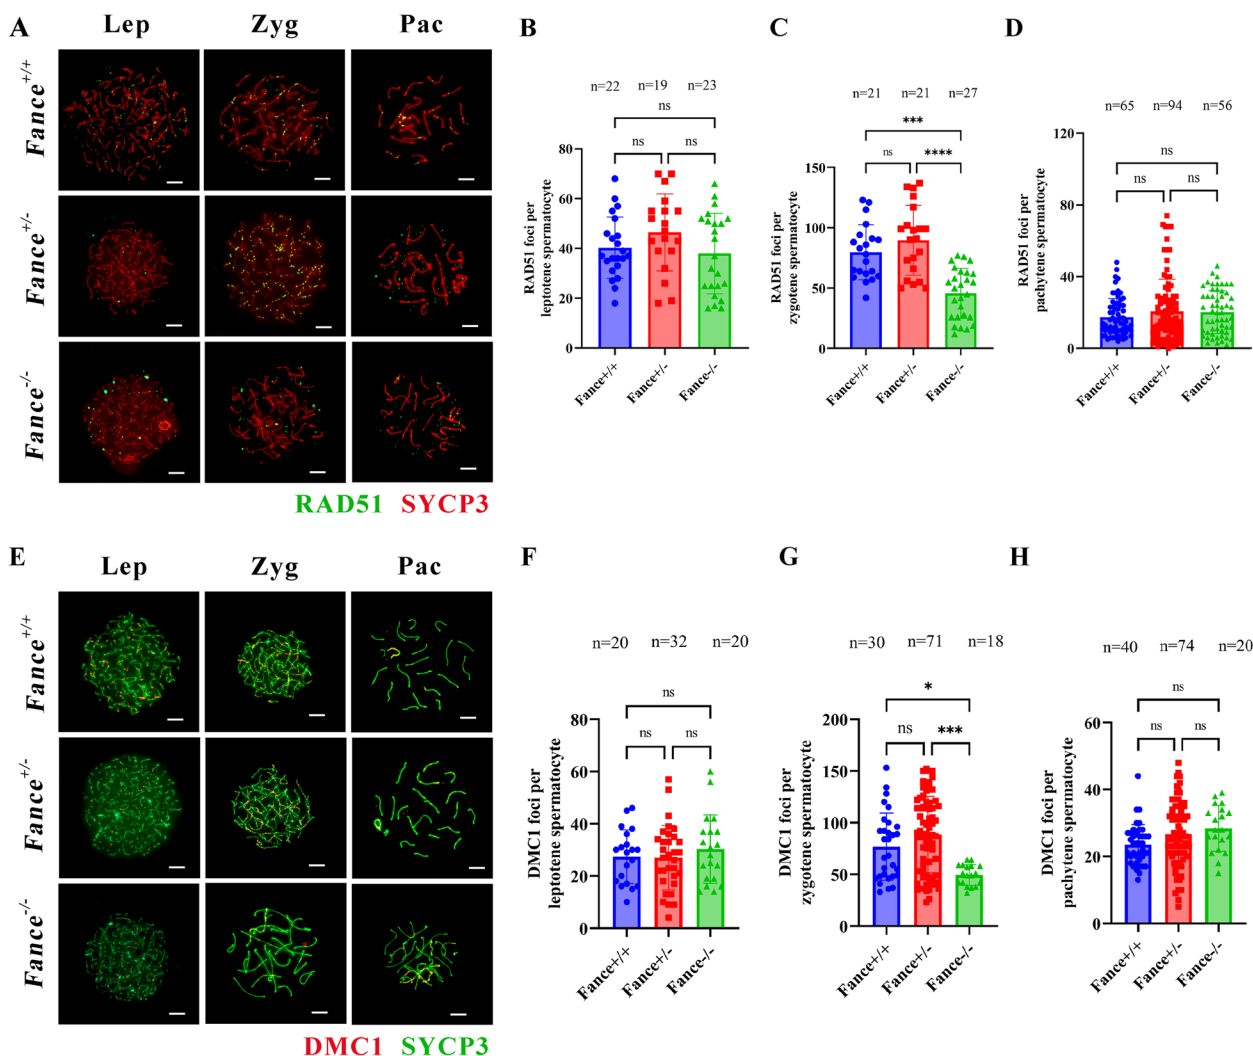 A
Lep Zyg Pac
Fance+/+
Fance+/-
Fance-/-
RAD51 SYCP3
B
n=22 n=19 n=23
ns
ns ns
80
60
40
20
0
RAD51 foci per
leptotene spermatocyte
Fance+/+ Fance+/- Fance-/-
C
n=21 n=21 n=27
***
ns ****
150
100
50
0
RAD51 foci per
zygotene spermatocyte
Fance+/+ Fance+/- Fance-/-
D
n=65 n=94 n=56
ns
ns ns
120
80
40
0
RAD51 foci per
pachytene spermatocyte
Fance+/+ Fance+/- Fance-/-
E
Lep Zyg Pac
Fance+/+
Fance+/-
Fance-/-
DMC1 SYCP3
F
n=20 n=32 n=20
ns
ns ns
80
60
40
20
0
DMC1 foci per
leptotene spermatocyte
Fance+/+ Fance+/- Fance-/-
G
n=30 n=71 n=18
*
ns ***
200
150
100
50
0
DMC1 foci per
zygotene spermatocyte
Fance+/+ Fance+/- Fance-/-
H
n=40 n=74 n=20
ns
ns ns
60
40
20
0
DMC1 foci per
pachytene spermatocyte
Fance+/+ Fance+/- Fance-/-